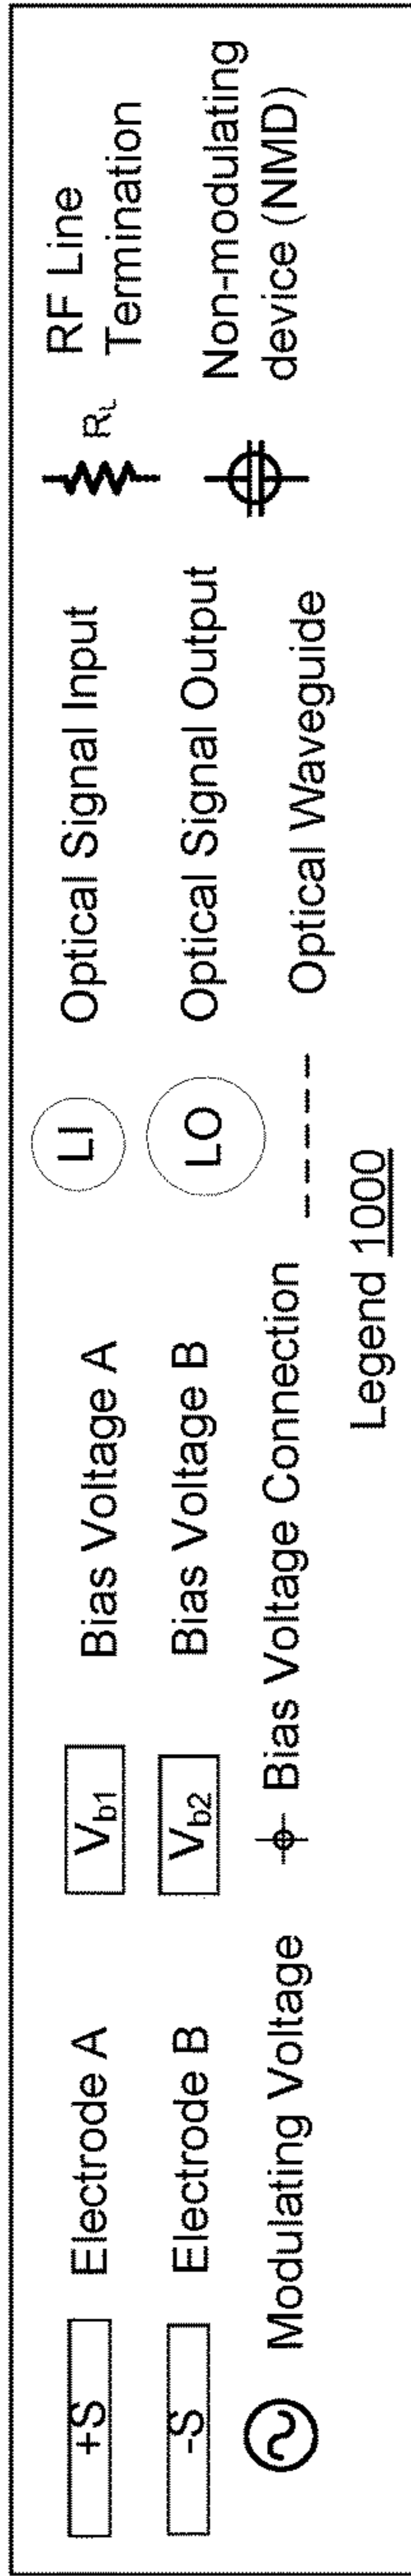 +S Electrode A
-S Electrode B
Modulating Voltage
Vb1 Bias Voltage A
Vb2 Bias Voltage B
Bias Voltage Connection
LI Optical Signal Input
LO Optical Signal Output
Optical Waveguide
RL RF Line
Termination
Non-modulating
device (NMD)
Legend 1000